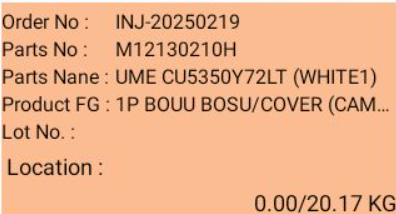 Order No : INJ-20250219
Parts No : M12130210H
Parts Nane : UME CU5350Y72LT (WHITE1)
Product FG : 1P BOUU BOSU/COVER (CAM...
Lot No. :
Location :
0.00/20.17 KG